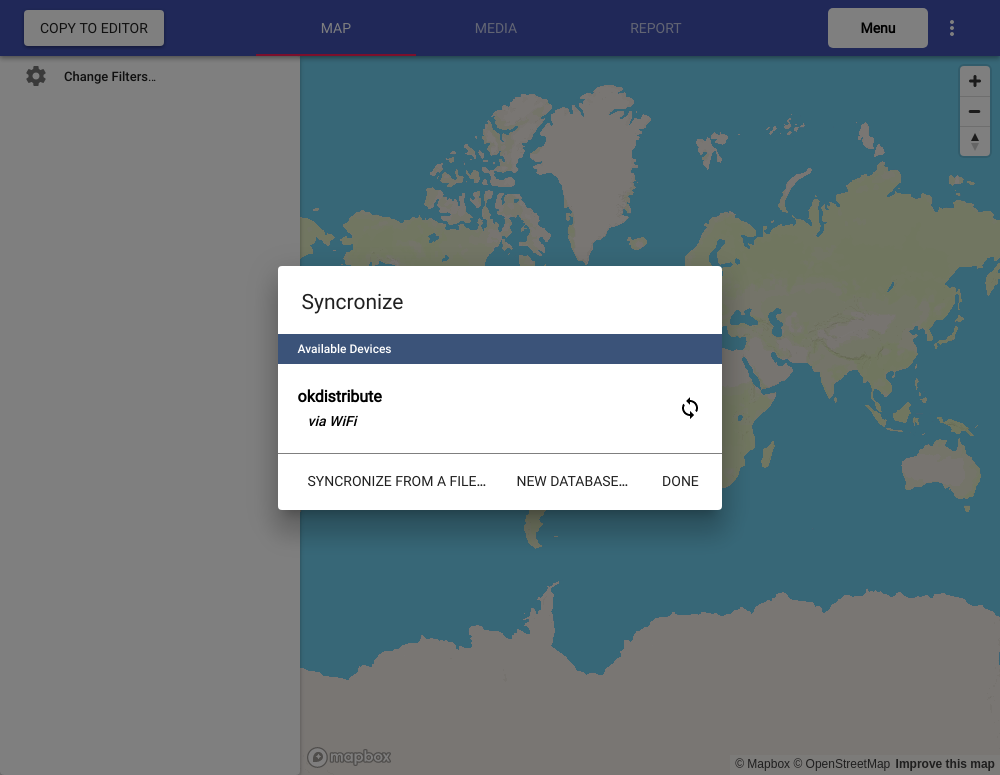 COPY TO EDITOR
MAP
MEDIA
REPORT
Menu
Change Filters…
Syncronize
Available Devices
okdistribute
via WiFi
SYNCRONIZE FROM A FILE…
NEW DATABASE…
DONE
mapbox
© Mapbox © OpenStreetMap Improve this map